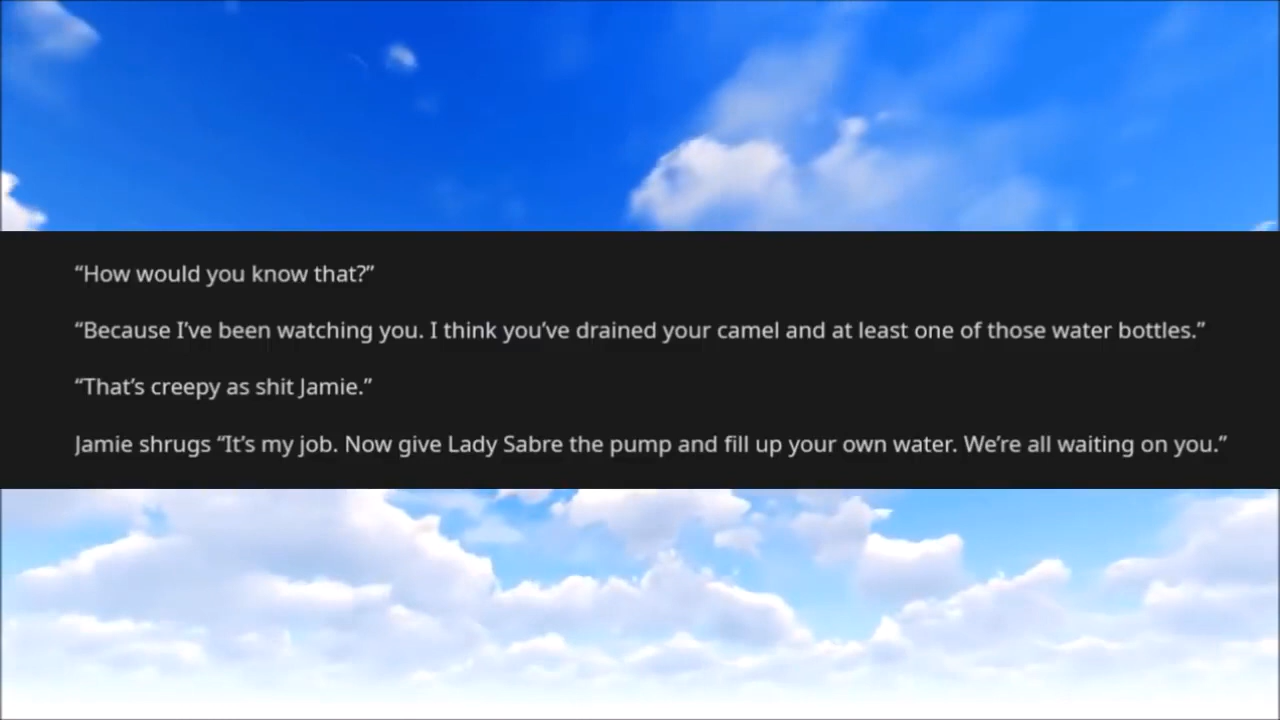 “How would you know that?”
“Because I’ve been watching you. I think you’ve drained your camel and at least one of those water bottles.”
“That’s creepy as shit Jamie.”
Jamie shrugs “It’s my job. Now give Lady Sabre the pump and fill up your own water. We’re all waiting on you.”